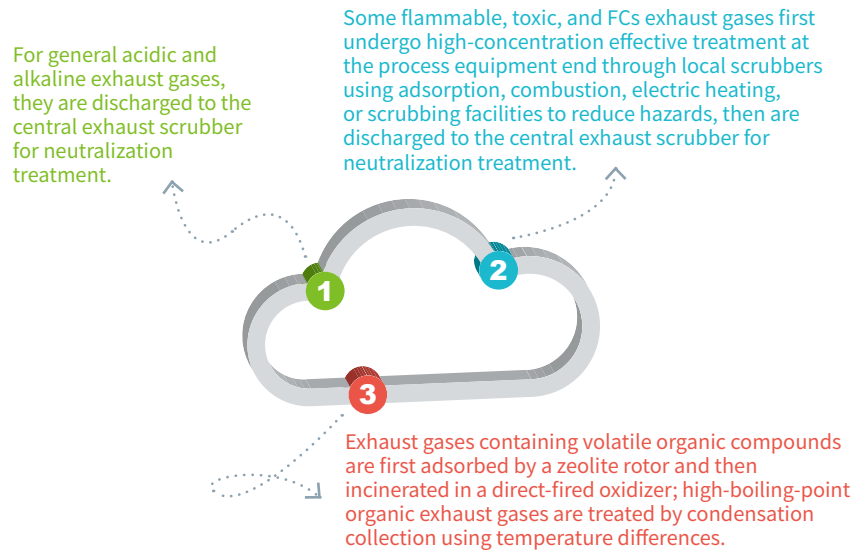 For general acidic and
alkaline exhaust gases,
they are discharged to the
central exhaust scrubber
for neutralization
treatment.
Some flammable, toxic, and FCs exhaust gases first
undergo high-concentration effective treatment at
the process equipment end through local scrubbers
using adsorption, combustion, electric heating,
or scrubbing facilities to reduce hazards, then are
discharged to the central exhaust scrubber for
neutralization treatment.
1
2
3
Exhaust gases containing volatile organic compounds
are first adsorbed by a zeolite rotor and then
incinerated in a direct-fired oxidizer; high-boiling-point
organic exhaust gases are treated by condensation
collection using temperature differences.